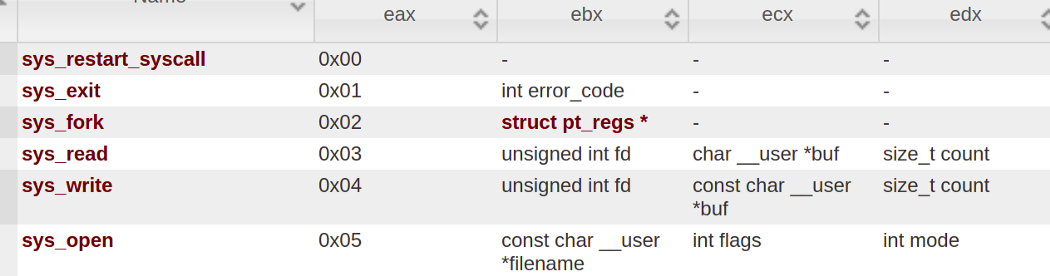 Name eax ebx ecx edx
sys_restart_syscall 0x00 - - -
sys_exit 0x01 int error_code - -
sys_fork 0x02 struct pt_regs * - -
sys_read 0x03 unsigned int fd char __user *buf size_t count
sys_write 0x04 unsigned int fd const char __user *buf size_t count
sys_open 0x05 const char __user *filename int flags int mode